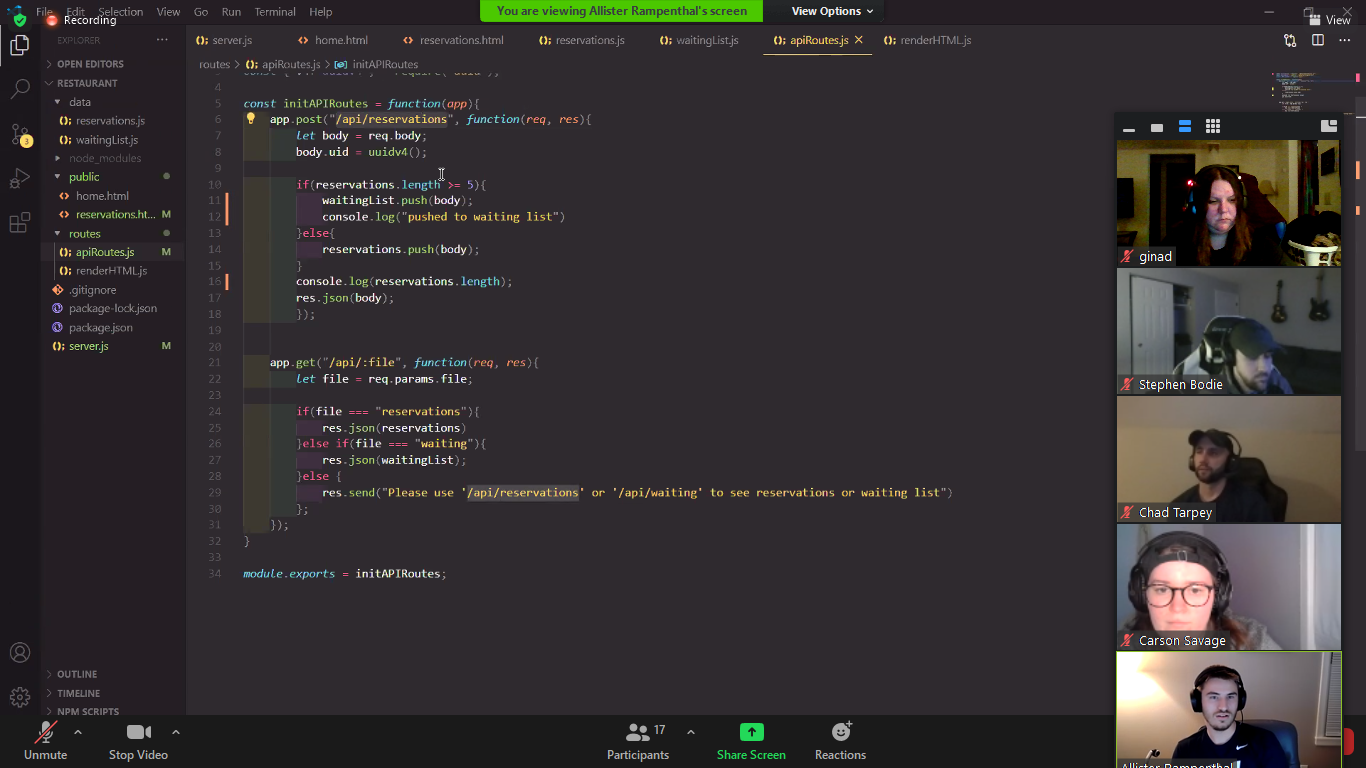 File Edit Selection View Go Run Terminal Help
Recording
You are viewing Allister Rampenthal's screen
View Options
View
EXPLORER
server.js
home.html
reservations.html
reservations.js
waitingList.js
apiRoutes.js
renderHTML.js
routes > apiRoutes.js > initAPIRoutes
OPEN EDITORS
RESTAURANT
data
reservations.js
waitingList.js
node_modules
public
home.html
reservations.ht... M
routes
apiRoutes.js M
renderHTML.js
.gitignore
package-lock.json
package.json
server.js M
3
OUTLINE
TIMELINE
NPM SCRIPTS
4
5 const initAPIRoutes = function(app){
6 app.post("/api/reservations", function(req, res){
7 let body = req.body;
8 body.uid = uuidv4();
9
10 if(reservations.length >= 5){
11 waitingList.push(body);
12 console.log("pushed to waiting list")
13 }else{
14 reservations.push(body);
15 }
16 console.log(reservations.length);
17 res.json(body);
18 });
19
20
21 app.get("/api/:file", function(req, res){
22 let file = req.params.file;
23
24 if(file === "reservations"){
25 res.json(reservations)
26 }else if(file === "waiting"){
27 res.json(waitingList);
28 }else {
29 res.send("Please use '/api/reservations' or '/api/waiting' to see reservations or waiting list")
30 };
31 });
32 }
33
34 module.exports = initAPIRoutes;
ginad
Stephen Bodie
Chad Tarpey
Carson Savage
Allister Rampenthal
Unmute
Stop Video
17
Participants
Share Screen
Reactions